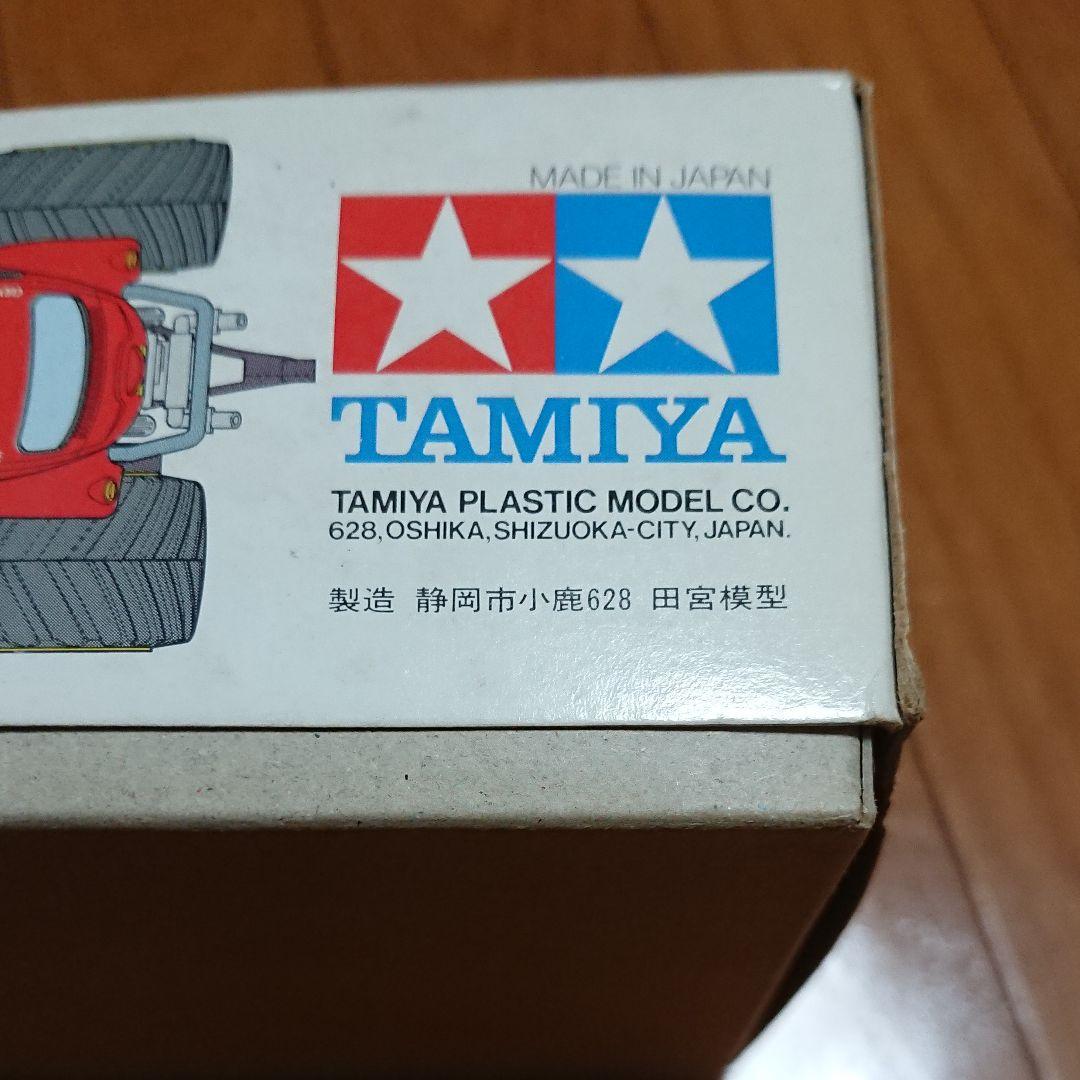 MADE IN JAPAN
TAMIYA
TAMIYA PLASTIC MODEL CO.
628, OSHIKA, SHIZUOKA-CITY, JAPAN.
製造 静岡市小鹿628 田宮模型